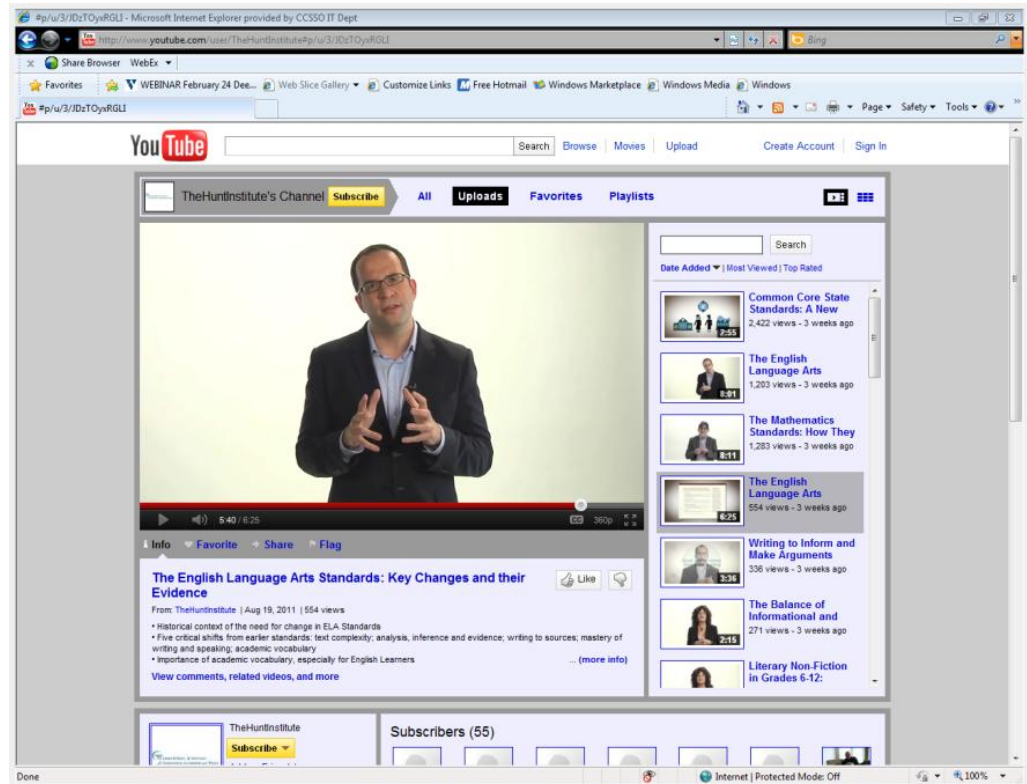 #p/u/3/JDzTOyxRGLI - Microsoft Internet Explorer provided by CCSSO IT Dept
http://www.youtube.com/user/TheHuntInstitute#p/u/3/JDzTOyxRGLI
Bing
x Share Browser WebEx
Favorites WEBINAR February 24 Dee... Web Slice Gallery Customize Links Free Hotmail Windows Marketplace Windows Media Windows
#p/u/3/JDzTOyxRGLI
Page Safety Tools
YouTube
Search Browse Movies Upload Create Account Sign In
TheHuntInstitute's Channel Subscribe All Uploads Favorites Playlists
5:40 / 6:25 CC 360p
Info Favorite Share Flag
The English Language Arts Standards: Key Changes and their
Evidence
Like
From: TheHuntInstitute | Aug 19, 2011 | 554 views
• Historical context of the need for change in ELA Standards
• Five critical shifts from earlier standards: text complexity; analysis, inference and evidence; writing to sources; mastery of
writing and speaking; academic vocabulary
• Importance of academic vocabulary, especially for English Learners
... (more info)
View comments, related videos, and more
Search
Date Added | Most Viewed | Top Rated
Common Core State
Standards: A New
2,422 views - 3 weeks ago
2:55
The English
Language Arts
1,203 views - 3 weeks ago
8:01
The Mathematics
Standards: How They
1,283 views - 3 weeks ago
8:11
The English
Language Arts
554 views - 3 weeks ago
6:25
Writing to Inform and
Make Arguments
336 views - 3 weeks ago
3:36
The Balance of
Informational and
271 views - 3 weeks ago
2:15
Literary Non-Fiction
in Grades 6-12:
TheHuntInstitute
Subscribe
Subscribers (55)
Done
Internet | Protected Mode: Off
100%